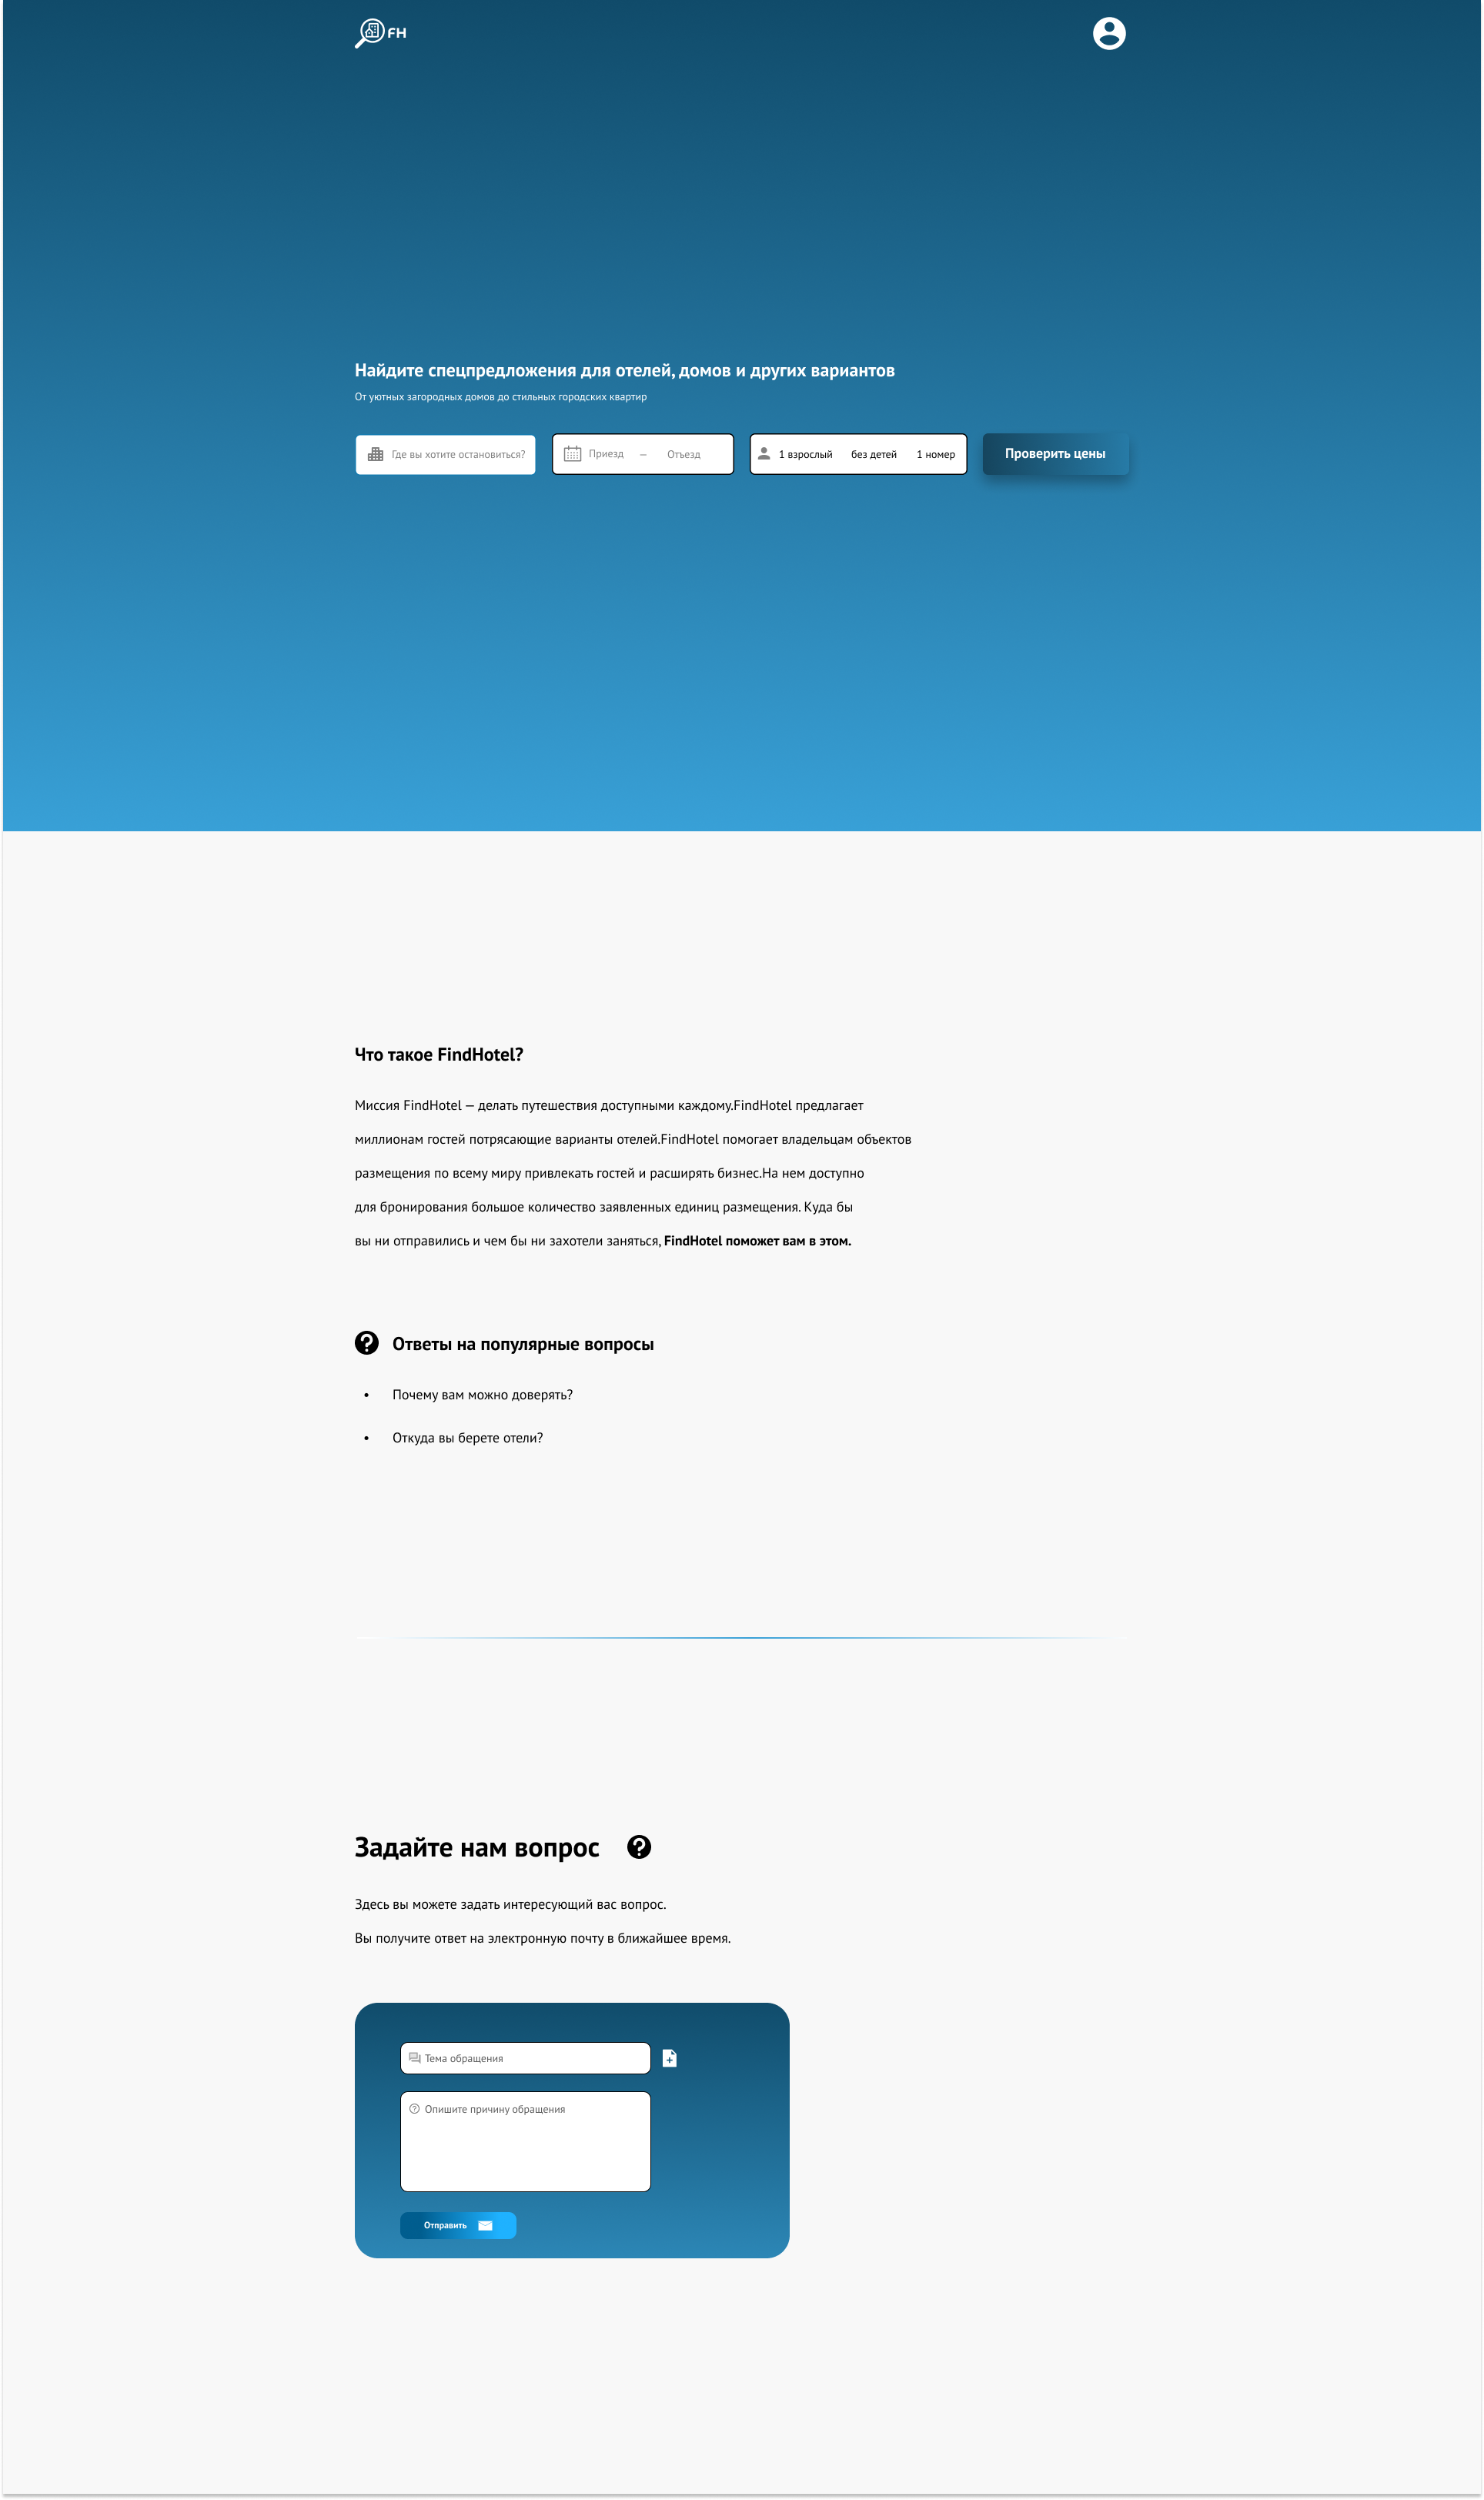 FH
Найдите спецпредложения для отелей, домов и других вариантов
От уютных загородных домов до стильных городских квартир
Где вы хотите остановиться?
Приезд — Отъезд
1 взрослый без детей 1 номер
Проверить цены
Что такое FindHotel?
Миссия FindHotel — делать путешествия доступными каждому.FindHotel предлагает
миллионам гостей потрясающие варианты отелей.FindHotel помогает владельцам объектов
размещения по всему миру привлекать гостей и расширять бизнес.На нем доступно
для бронирования большое количество заявленных единиц размещения. Куда бы
вы ни отправились и чем бы ни захотели заняться, FindHotel поможет вам в этом.
Ответы на популярные вопросы
• Почему вам можно доверять?
• Откуда вы берете отели?
Задайте нам вопрос
Здесь вы можете задать интересующий вас вопрос.
Вы получите ответ на электронную почту в ближайшее время.
Тема обращения
Опишите причину обращения
Отправить